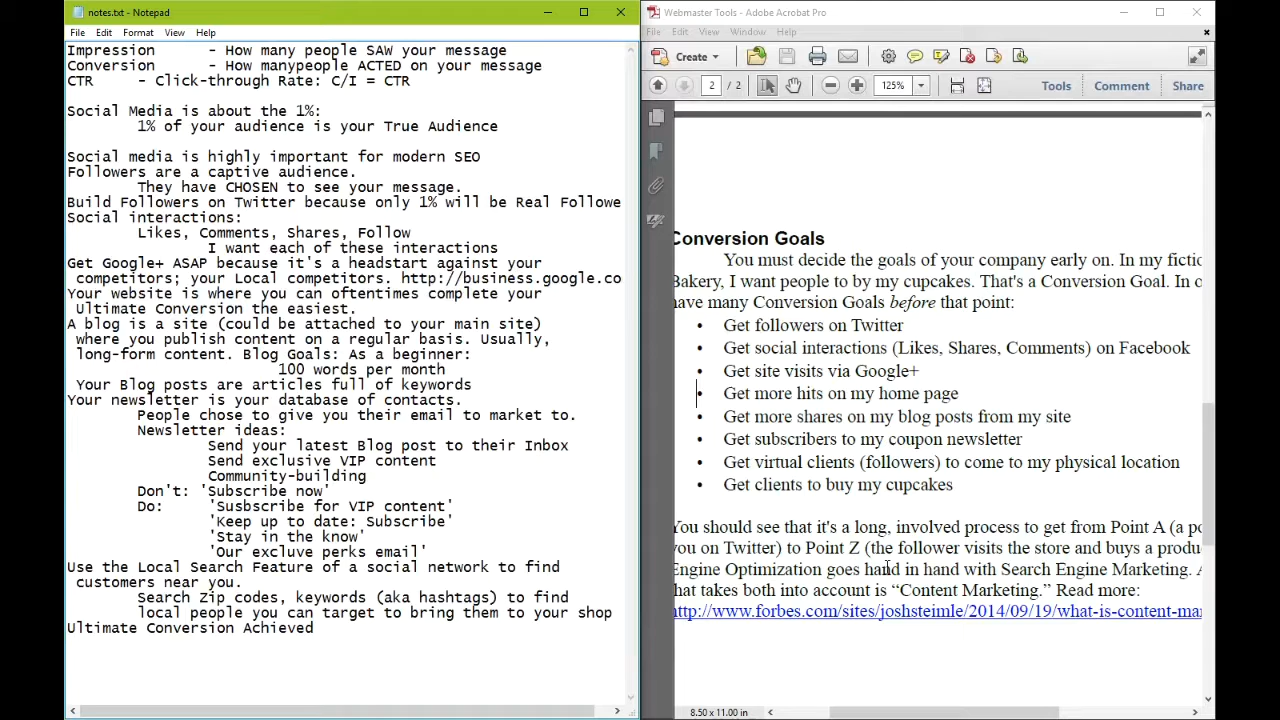 notes.txt - Notepad
File Edit Format View Help
Impression - How many people SAW your message
Conversion - How manypeople ACTED on your message
CTR - Click-through Rate: C/I = CTR
Social Media is about the 1%:
1% of your audience is your True Audience
Social media is highly important for modern SEO
Followers are a captive audience.
They have CHOSEN to see your message.
Build Followers on Twitter because only 1% will be Real Followe
Social interactions:
Likes, Comments, Shares, Follow
I want each of these interactions
Get Google+ ASAP because it's a headstart against your
competitors; your Local competitors. http://business.google.co
Your website is where you can oftentimes complete your
Ultimate Conversion the easiest.
A blog is a site (could be attached to your main site)
where you publish content on a regular basis. Usually,
long-form content. Blog Goals: As a beginner:
100 words per month
Your Blog posts are articles full of keywords
Your newsletter is your database of contacts.
People chose to give you their email to market to.
Newsletter ideas:
Send your latest Blog post to their Inbox
Send exclusive VIP content
Community-building
Don't: 'Subscribe now'
Do: 'Susbscribe for VIP content'
'Keep up to date: Subscribe'
'Stay in the know'
'Our excluve perks email'
Use the Local Search Feature of a social network to find
customers near you.
Search Zip codes, keywords (aka hashtags) to find
local people you can target to bring them to your shop
Ultimate Conversion Achieved
Webmaster Tools - Adobe Acrobat Pro
File Edit View Window Help
Create
2 / 2
125%
Tools Comment Share
Conversion Goals
You must decide the goals of your company early on. In my fictio
Bakery, I want people to by my cupcakes. That's a Conversion Goal. In o
have many Conversion Goals before that point:
• Get followers on Twitter
• Get social interactions (Likes, Shares, Comments) on Facebook
• Get site visits via Google+
• Get more hits on my home page
• Get more shares on my blog posts from my site
• Get subscribers to my coupon newsletter
• Get virtual clients (followers) to come to my physical location
• Get clients to buy my cupcakes
You should see that it's a long, involved process to get from Point A (a po
you on Twitter) to Point Z (the follower visits the store and buys a produ
Engine Optimization goes hand in hand with Search Engine Marketing. A
that takes both into account is “Content Marketing.” Read more:
http://www.forbes.com/sites/joshsteimle/2014/09/19/what-is-content-mar
8.50 x 11.00 in